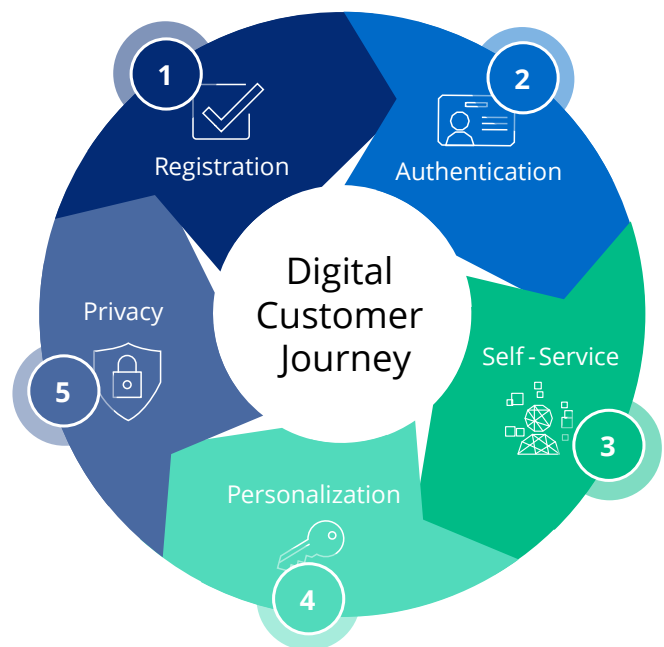 1
Registration
2
Authentication
Self-Service
3
Personalization
4
Privacy
5
Digital
Customer
Journey